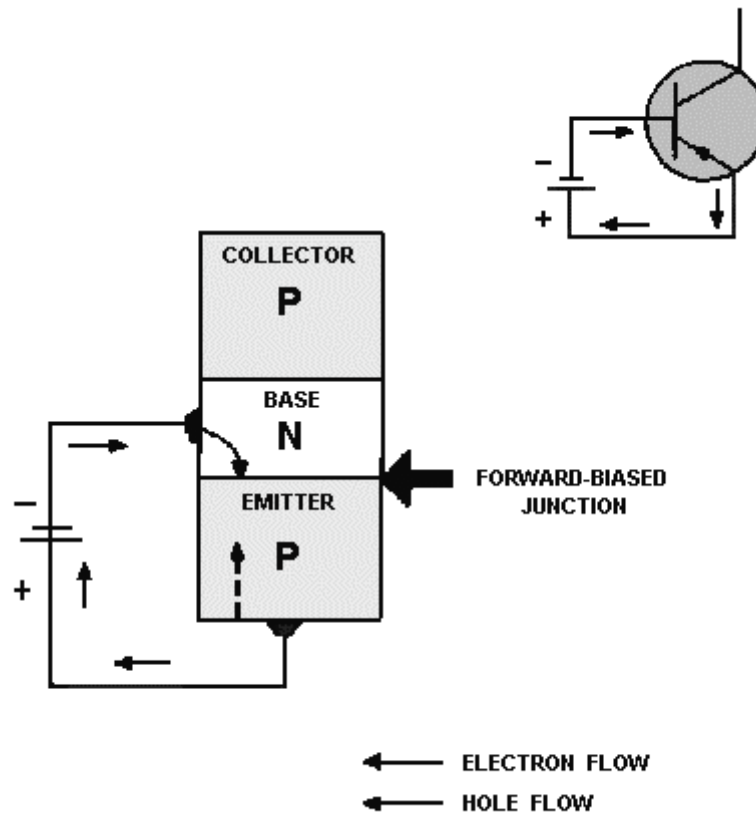 -
+
COLLECTOR
P
BASE
N
EMITTER
P
-
+
FORWARD-BIASED
JUNCTION
ELECTRON FLOW
HOLE FLOW